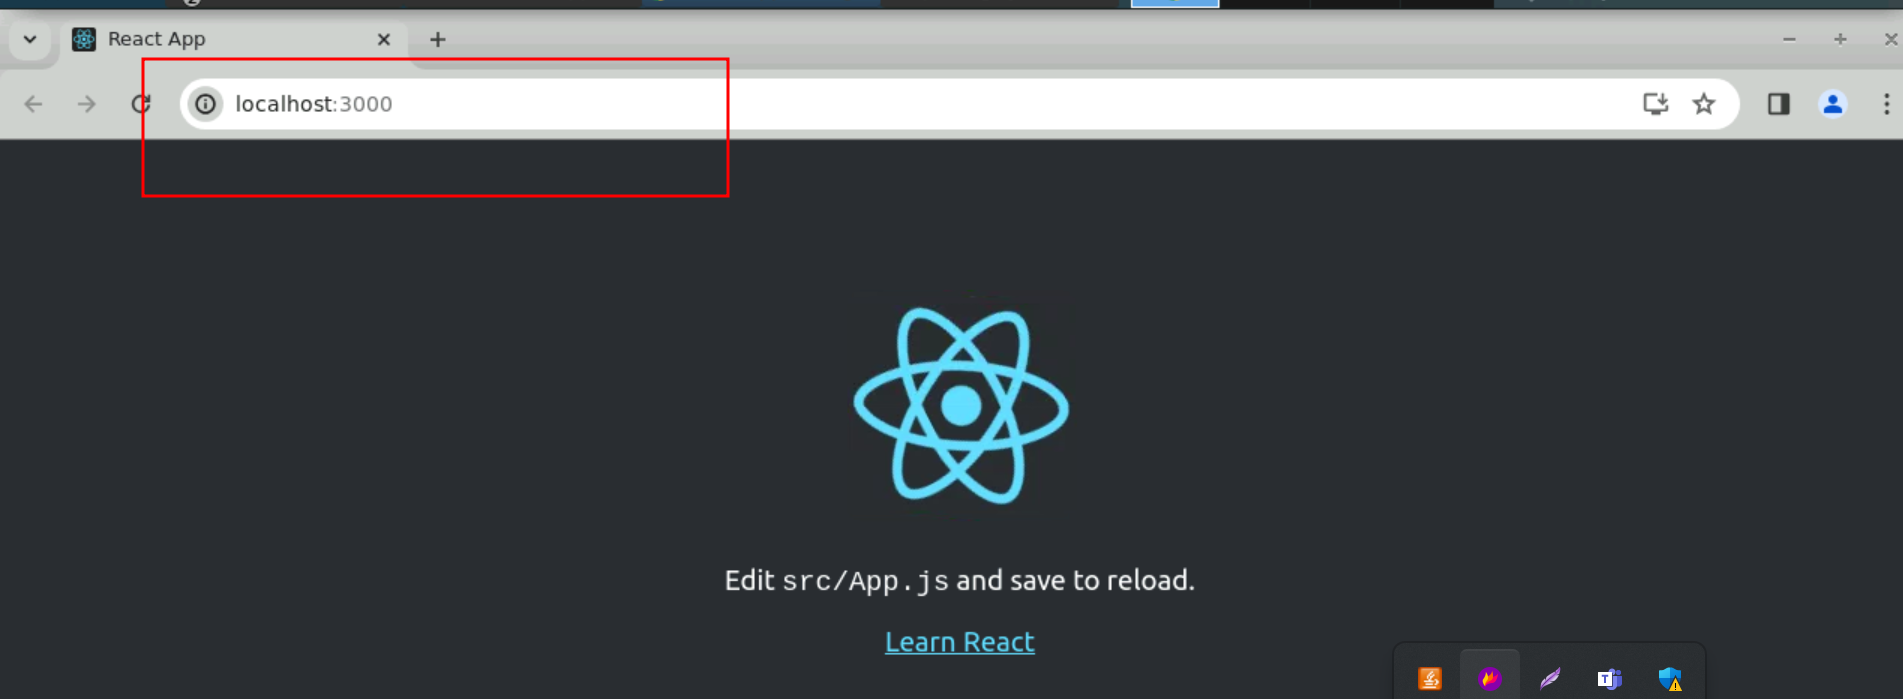 React App
localhost:3000
Edit src/App.js and save to reload.
Learn React